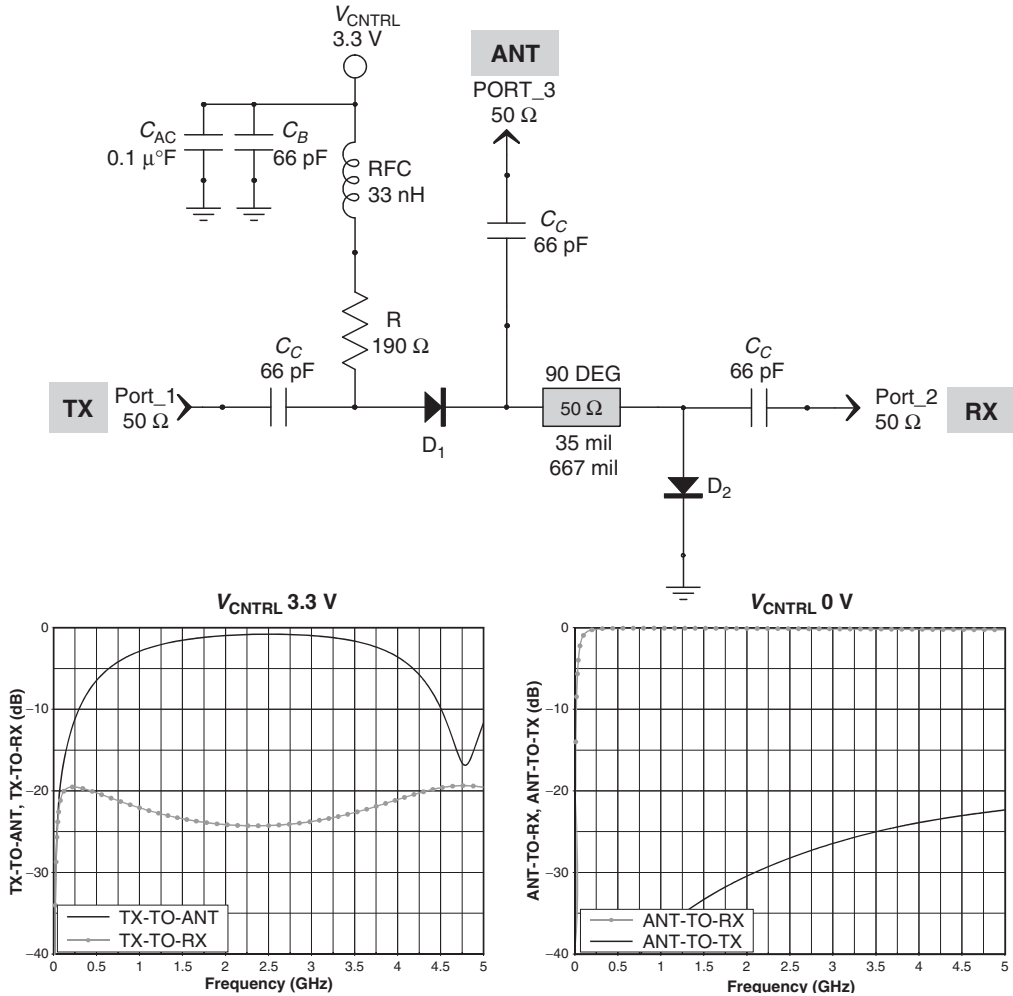 V_CNTRL
3.3 V
ANT
PORT_3
50 Ω
C_AC
0.1 μ°F
C_B
66 pF
RFC
33 nH
C_C
66 pF
R
190 Ω
C_C
66 pF
90 DEG
C_C
66 pF
TX
Port_1
50 Ω
50 Ω
Port_2
50 Ω
RX
D1
35 mil
667 mil
D2
V_CNTRL 3.3 V
TX-TO-ANT, TX-TO-RX (dB)
0
−10
−20
−30
−40
TX-TO-ANT
TX-TO-RX
0 0.5 1 1.5 2 2.5 3 3.5 4 4.5 5
Frequency (GHz)
V_CNTRL 0 V
ANT-TO-RX, ANT-TO-TX (dB)
0
−10
−20
−30
−40
ANT-TO-RX
ANT-TO-TX
0 0.5 1 1.5 2 2.5 3 3.5 4 4.5 5
Frequency (GHz)